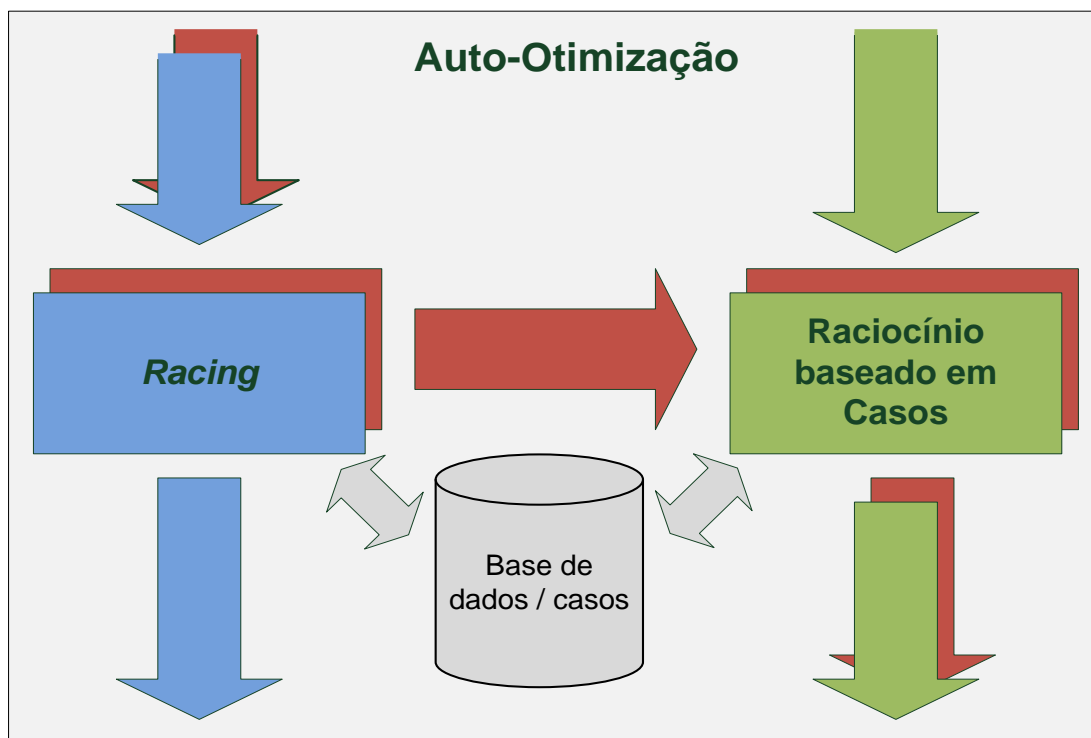 Auto-Otimização
Racing
Raciocínio
baseado em
Casos
Base de
dados / casos